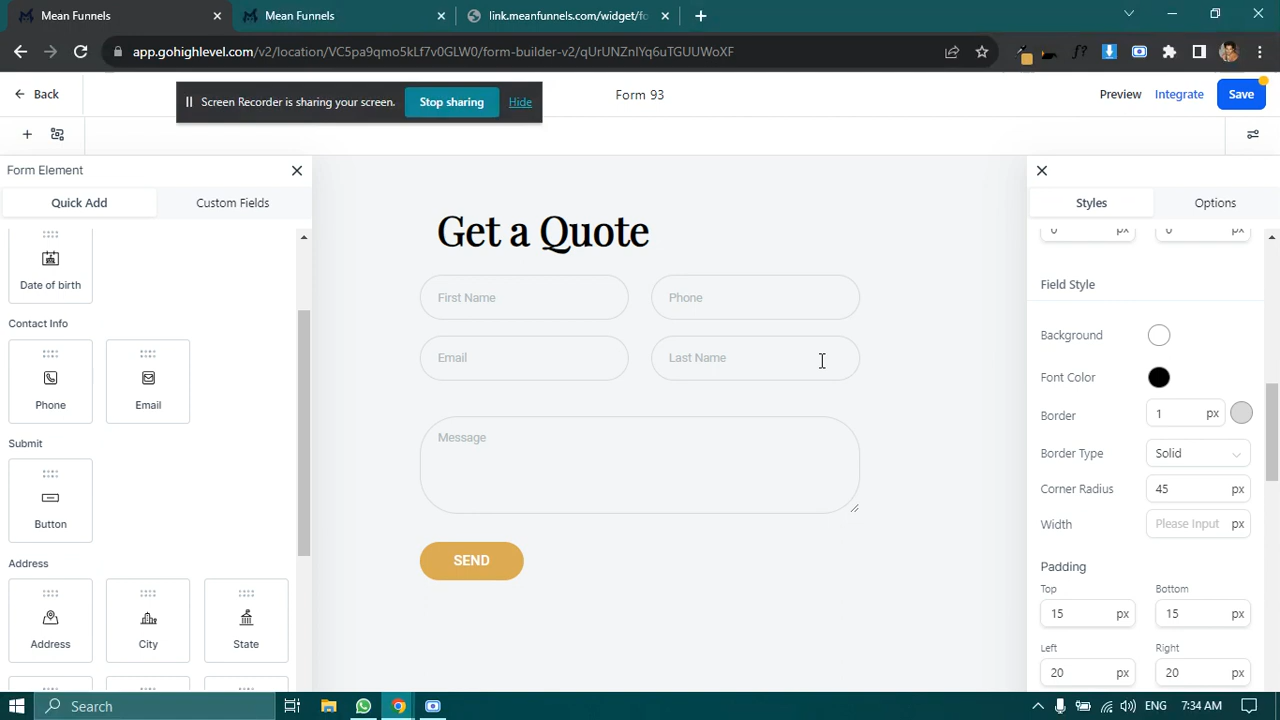 Mean Funnels
Mean Funnels
link.meanfunnels.com/widget/fo
app.gohighlevel.com/v2/location/VC5pa9qmo5kLf7v0GLW0/form-builder-v2/qUrUNZnIYq6uTGUUWoXF
Back
Screen Recorder is sharing your screen.
Stop sharing
Hide
Form 93
Preview
Integrate
Save
Form Element
Quick Add
Custom Fields
Date of birth
Contact Info
Phone
Email
Submit
Button
Address
Address
City
State
Get a Quote
First Name
Phone
Email
Last Name
Message
SEND
Styles
Options
0 px
0 px
Field Style
Background
Font Color
Border
1 px
Border Type
Solid
Corner Radius
45 px
Width
Please Input px
Padding
Top
Bottom
15 px
15 px
Left
Right
20 px
20 px
Search
ENG
7:34 AM